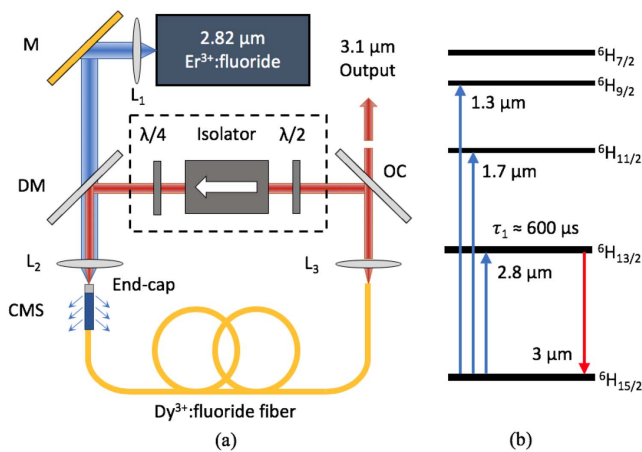 M
2.82 µm
Er³⁺:fluoride
L₁
3.1 µm
Output
λ/4
Isolator
λ/2
DM
OC
L₂
L₃
End-cap
CMS
Dy³⁺:fluoride fiber
(a)
⁶H₇/₂
⁶H₉/₂
1.3 µm
⁶H₁₁/₂
1.7 µm
τ₁ ≈ 600 µs
⁶H₁₃/₂
2.8 µm
3 µm
⁶H₁₅/₂
(b)